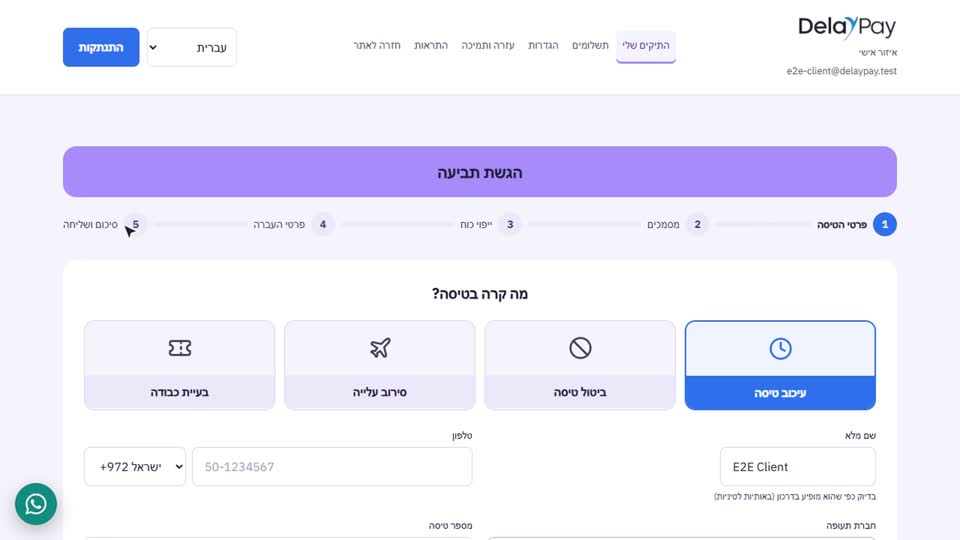 DelayPay
איזור אישי
e2e-client@delaypay.test
התיקים שלי
תשלומים
הגדרות
עזרה ותמיכה
התראות
חזרה לאתר
עברית
התנתקות
הגשת תביעה
1 פרטי הטיסה
2 מסמכים
3 ייפוי כוח
4 פרטי העברה
5 סיכום ושליחה
מה קרה בטיסה?
עיכוב טיסה
ביטול טיסה
סירוב עלייה
בעיית כבודה
שם מלא
E2E Client
בדיוק כפי שהוא מופיע בדרכון (באותיות לטיניות)
טלפון
50-1234567
ישראל 972+
חברת תעופה
מספר טיסה